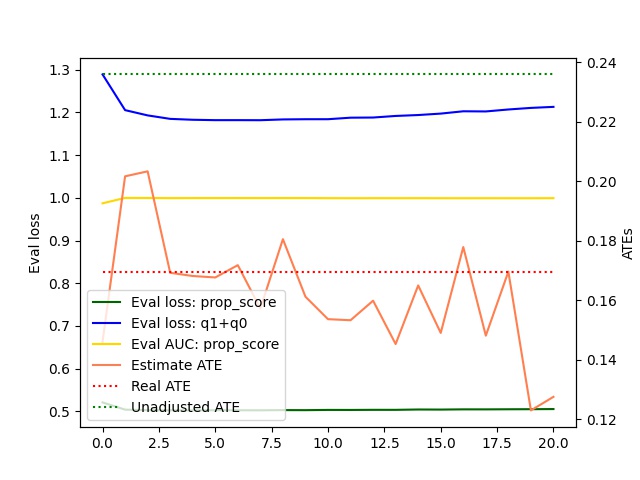 1.3
1.2
1.1
1.0
0.9
0.8
0.7
0.6
0.5
Eval loss
0.24
0.22
0.20
0.18
0.16
0.14
0.12
ATEs
Eval loss: prop_score
Eval loss: q1+q0
Eval AUC: prop_score
Estimate ATE
Real ATE
Unadjusted ATE
0.0 2.5 5.0 7.5 10.0 12.5 15.0 17.5 20.0